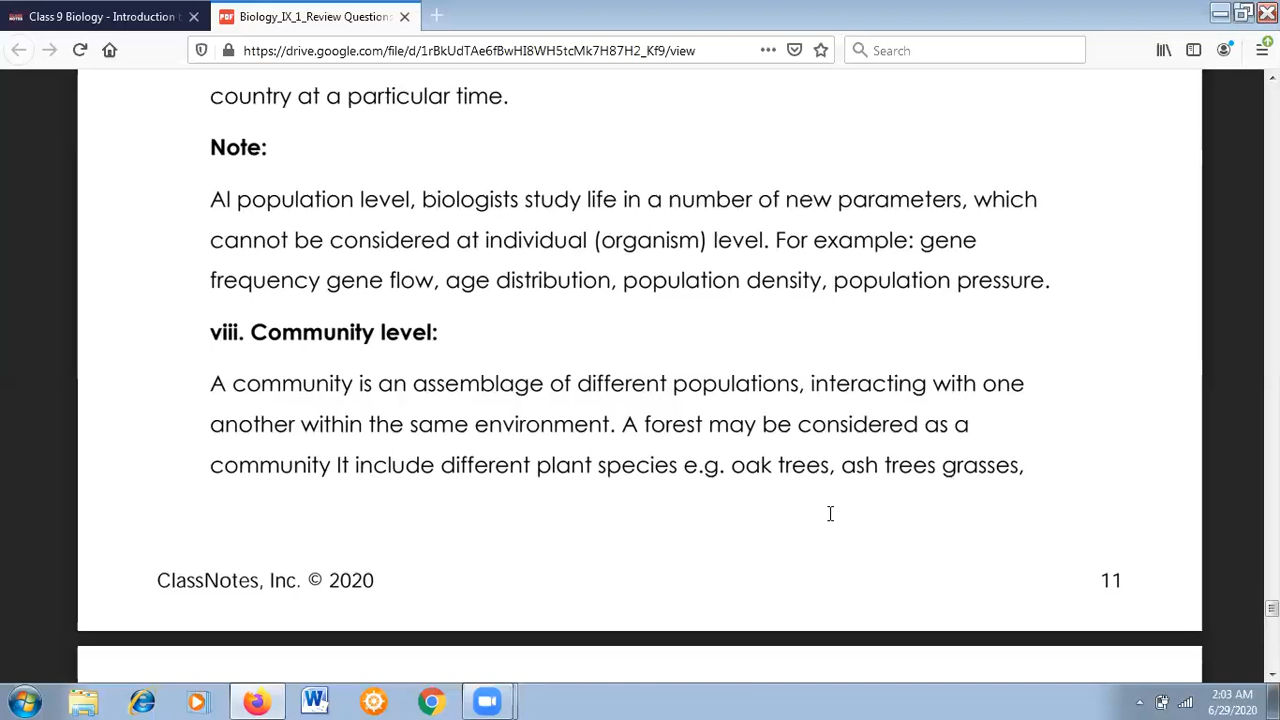 Class 9 Biology - Introduction t
PDF Biology_IX_1_Review Questions
https://drive.google.com/file/d/1rBkUdTAe6fBwHI8WH5tcMk7H87H2_Kf9/view
Search
country at a particular time.
Note:
Al population level, biologists study life in a number of new parameters, which
cannot be considered at individual (organism) level. For example: gene
frequency gene flow, age distribution, population density, population pressure.
viii. Community level:
A community is an assemblage of different populations, interacting with one
another within the same environment. A forest may be considered as a
community It include different plant species e.g. oak trees, ash trees grasses,
ClassNotes, Inc. © 2020
11
2:03 AM
6/29/2020